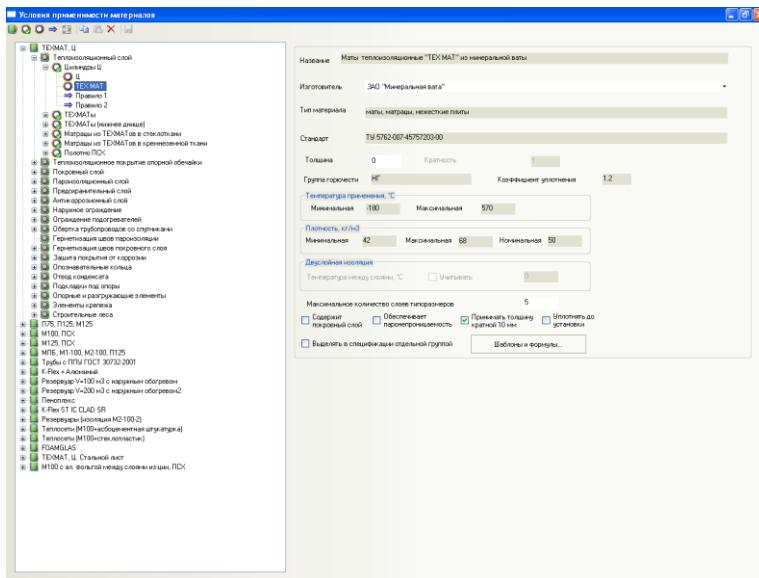 Условия применимости материалов
ТЕХМАТ, Ц
Теплоизоляционный слой
Цилиндры Ц
Ц
ТЕХ МАТ
Правило 1
Правило 2
ТЕХМАТы
ТЕХМАТы (нижнее днище)
Матрацы из ТЕХМАТов в стеклоткани
Матрацы из ТЕХМАТов в кремнеземной ткани
Полотно ПСХ
Теплоизоляционное покрытие опорной обечайки
Покровный слой
Пароизоляционный слой
Предохранительный слой
Антикоррозионный слой
Наружное ограждение
Ограждение подогревателей
Обертка трубопроводов со спутниками
Герметизация швов пароизоляции
Герметизация швов покровного слоя
Защита покрытия от коррозии
Опознавательные кольца
Отвод конденсата
Подкладки под опоры
Опорные и разгружающие элементы
Элементы крепежа
Строительные леса
П75, П125, М125
М100, ПСХ
М125, ПСХ
МП6, М1-100, М2-100, П125
Трубы с ППУ ГОСТ 30732-2001
K-Flex + Алюминий
Резервуар V=100 м3 с наружным обогревом
Резервуар V=200 м3 с наружным обогревом2
Пеноплэкс
K-Flex ST IC CLAD SR
Резервуары (изоляция М2-100-2)
Теплосети (М100+асбоцементная штукатурка)
Теплосети (М100+стеклопластик)
FOAMGLAS
ТЕХМАТ, Ц, Стальной лист
М100 с ал. фольгой между слоями из цин, ПСХ
Название Маты теплоизоляционные "ТЕХ МАТ" из минеральной ваты
Изготовитель ЗАО "Минеральная вата"
Тип материала маты, матрацы, нежесткие плиты
Стандарт ТУ 5762-007-45757203-00
Толщина 0 Кратность 1
Группа горючести НГ Коэффициент уплотнения 1.2
Температура применения, °С
Минимальная -180 Максимальная 570
Плотность, кг/м3
Минимальная 42 Максимальная 68 Номинальная 50
Двуслойная изоляция
Температура между слоями, °С Учитывать 0
Максимальное количество слоев типоразмеров 5
Содержит Обеспечивает Принимать толщину Уплотнять до
покровный слой паронепроницаемость кратной 10 мм установки
Выделять в спецификации отдельной группой Шаблоны и формулы...